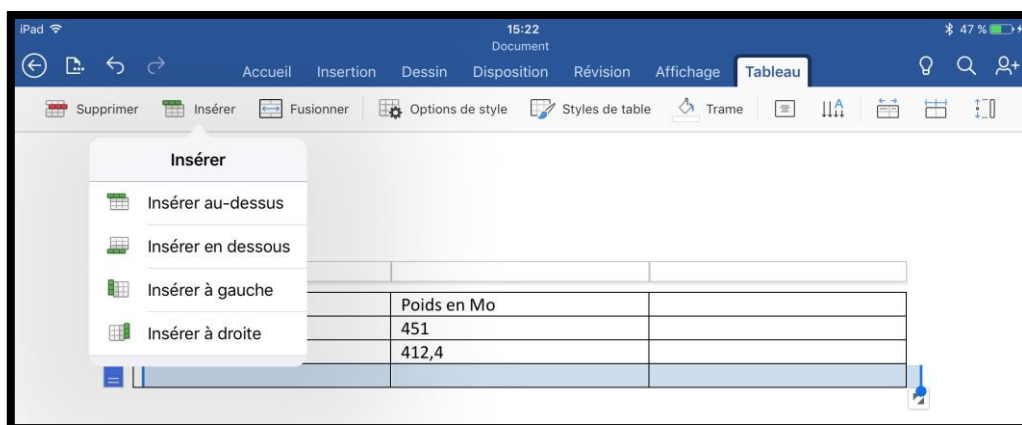 iPad 15:22 47 %
Document
Accueil Insertion Dessin Disposition Révision Affichage Tableau
Supprimer Insérer Fusionner Options de style Styles de table Trame A
Insérer
Insérer au-dessus
Insérer en dessous
Insérer à gauche
Insérer à droite
Poids en Mo
451
412,4